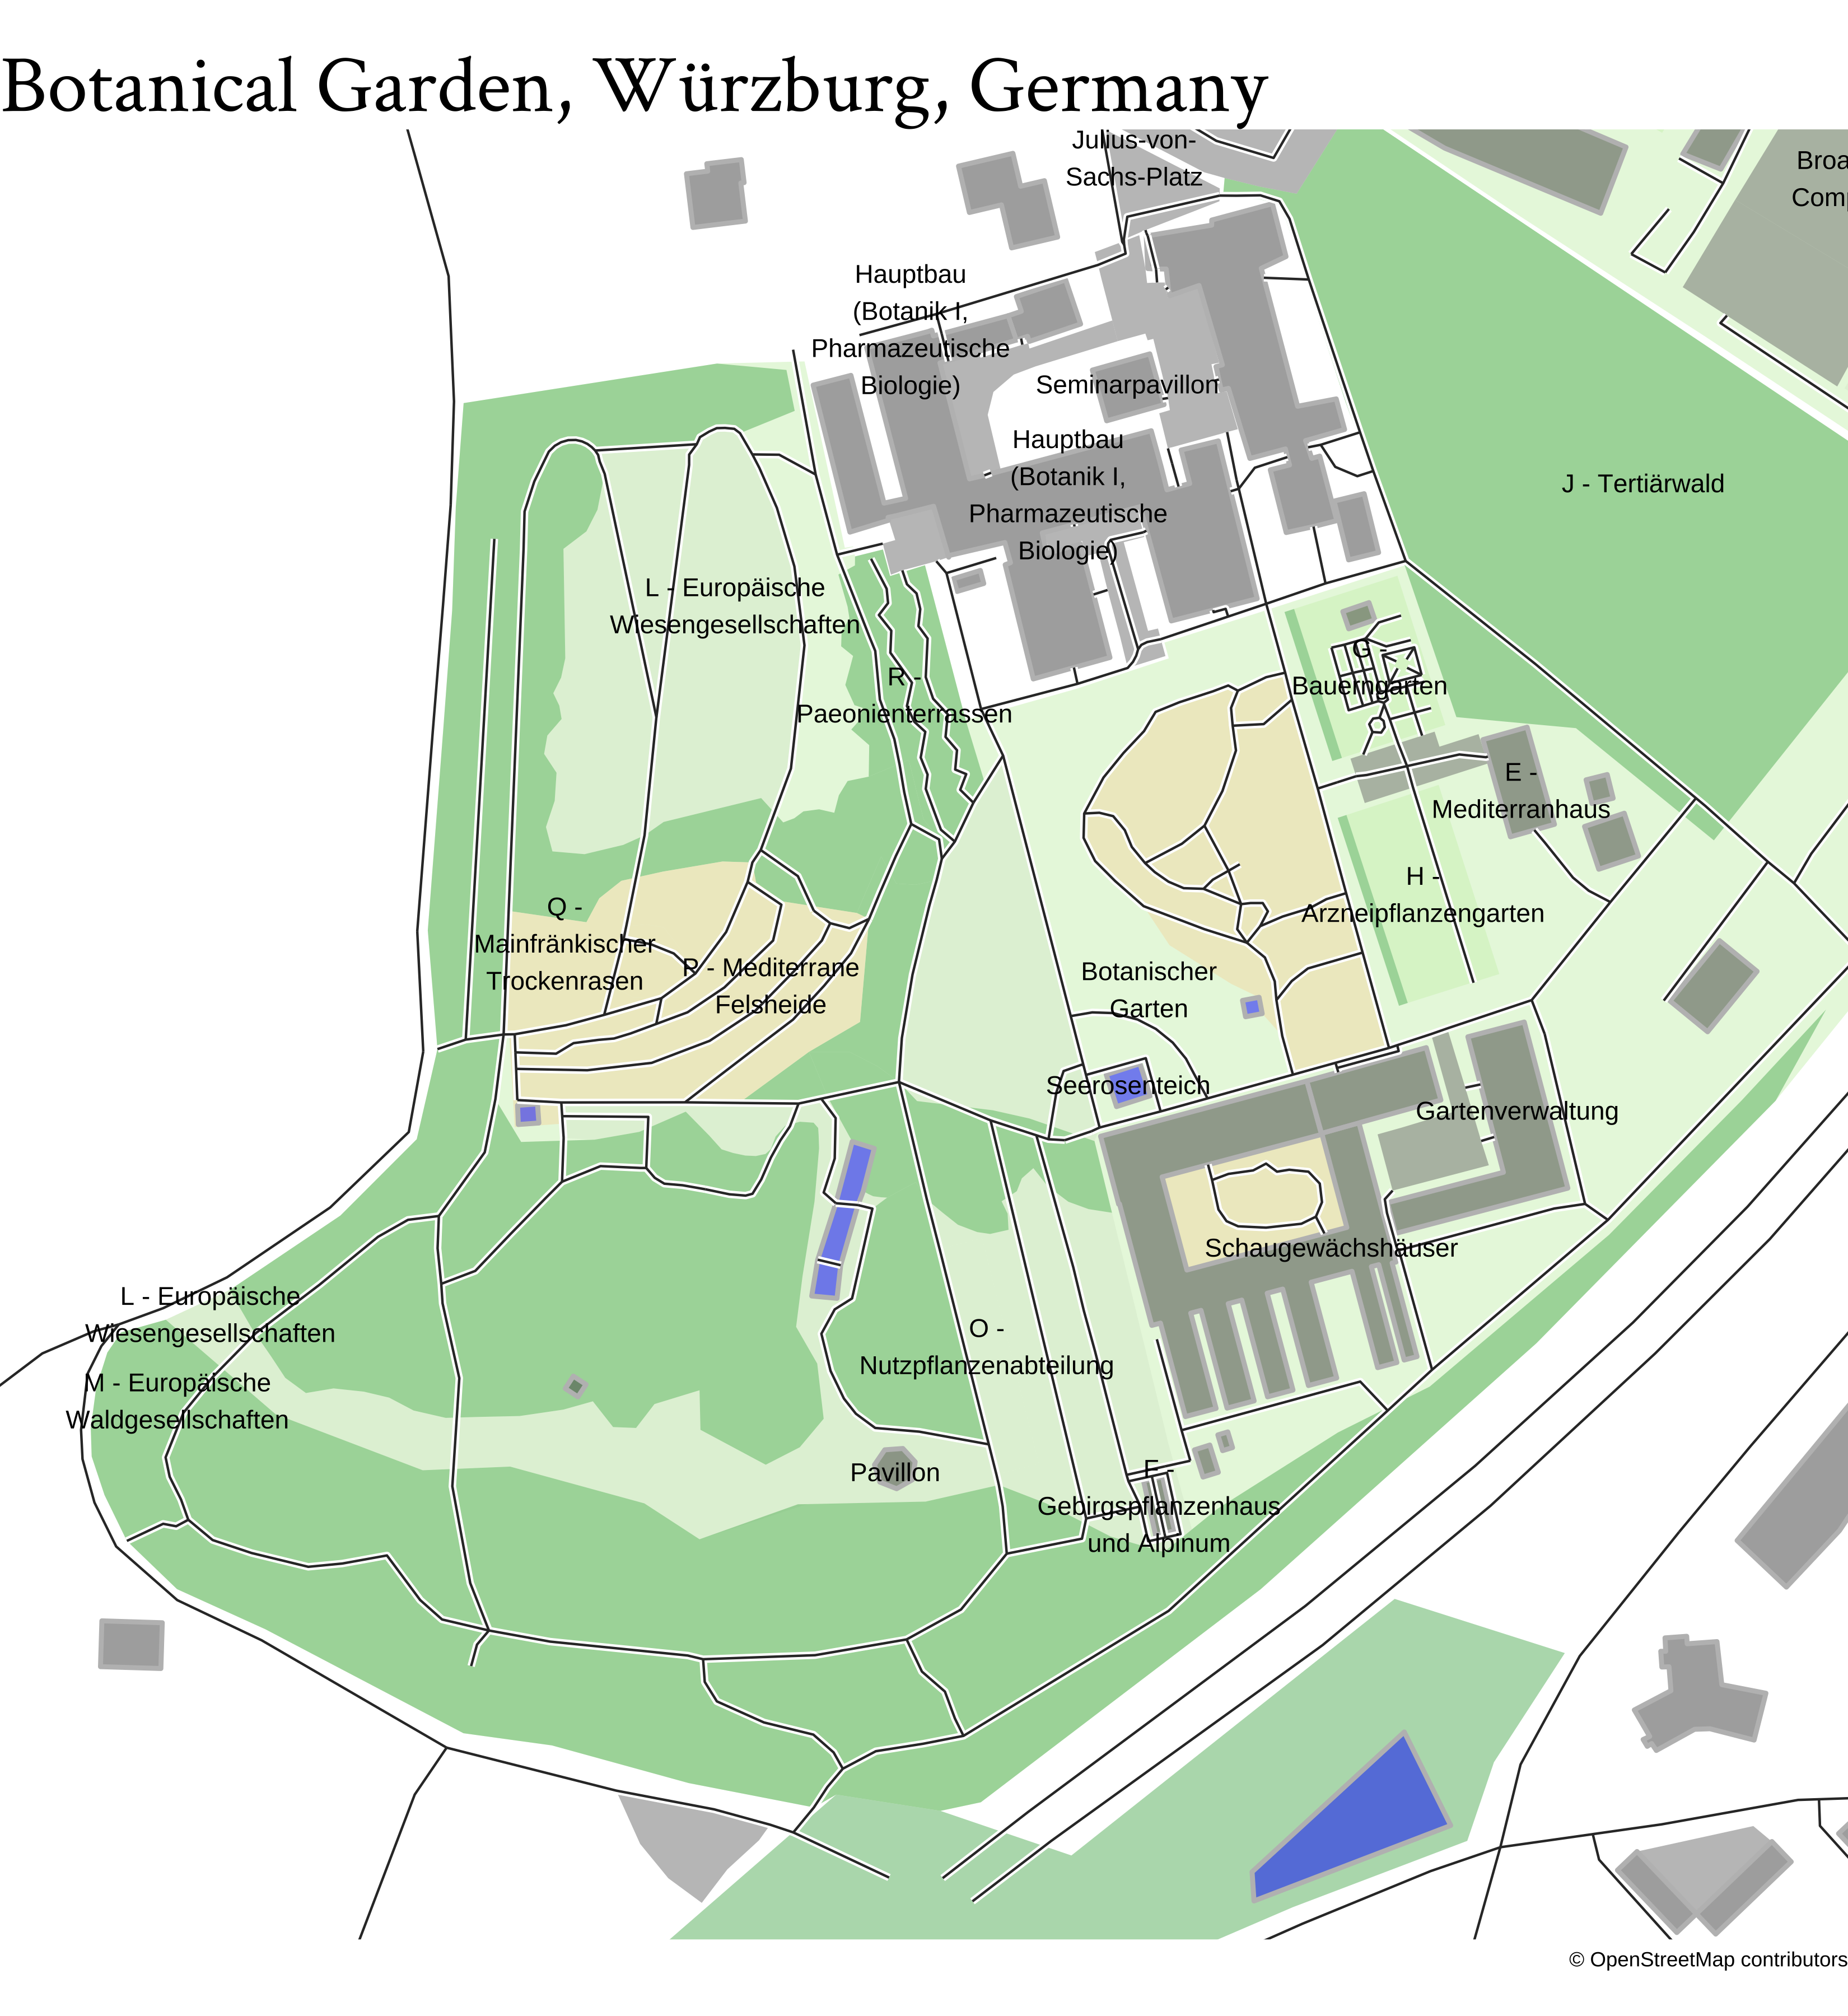 Botanical Garden, Würzburg, Germany
Julius-von-
Sachs-Platz
Broa
Comp
Hauptbau
(Botanik I,
Pharmazeutische
Biologie)
Seminarpavillon
Hauptbau
(Botanik I,
Pharmazeutische
Biologie)
J - Tertiärwald
L - Europäische
Wiesengesellschaften
R -
Paeonienterrassen
G -
Bauerngarten
E -
Mediterranhaus
H -
Arzneipflanzengarten
Q -
Mainfränkischer
Trockenrasen
P - Mediterrane
Felsheide
Botanischer
Garten
Seerosenteich
Gartenverwaltung
Schaugewächshäuser
L - Europäische
Wiesengesellschaften
O -
Nutzpflanzenabteilung
M - Europäische
Waldgesellschaften
Pavillon
F -
Gebirgspflanzenhaus
und Alpinum
© OpenStreetMap contributors